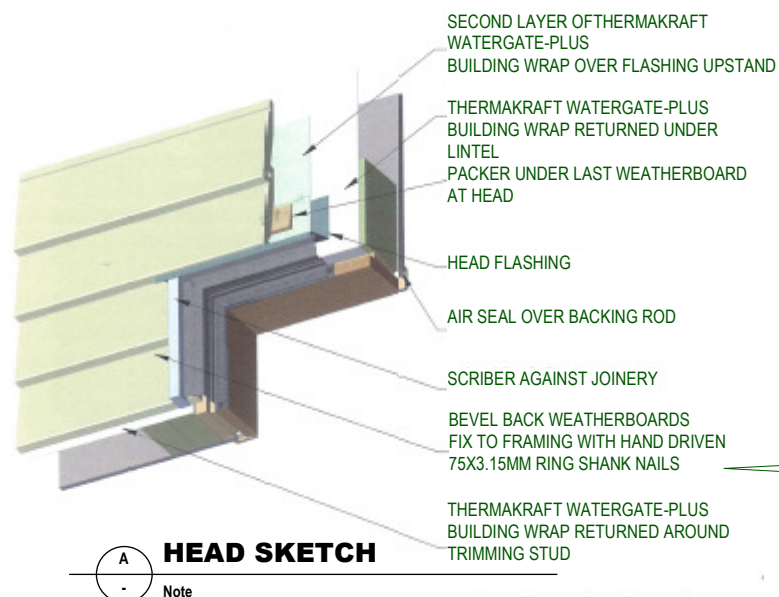 SECOND LAYER OFTHERMAKRAFT
WATERGATE-PLUS
BUILDING WRAP OVER FLASHING UPSTAND
THERMAKRAFT WATERGATE-PLUS
BUILDING WRAP RETURNED UNDER
LINTEL
PACKER UNDER LAST WEATHERBOARD
AT HEAD
HEAD FLASHING
AIR SEAL OVER BACKING ROD
SCRIBER AGAINST JOINERY
BEVEL BACK WEATHERBOARDS
FIX TO FRAMING WITH HAND DRIVEN
75X3.15MM RING SHANK NAILS
THERMAKRAFT WATERGATE-PLUS
BUILDING WRAP RETURNED AROUND
TRIMMING STUD
A HEAD SKETCH
- Note